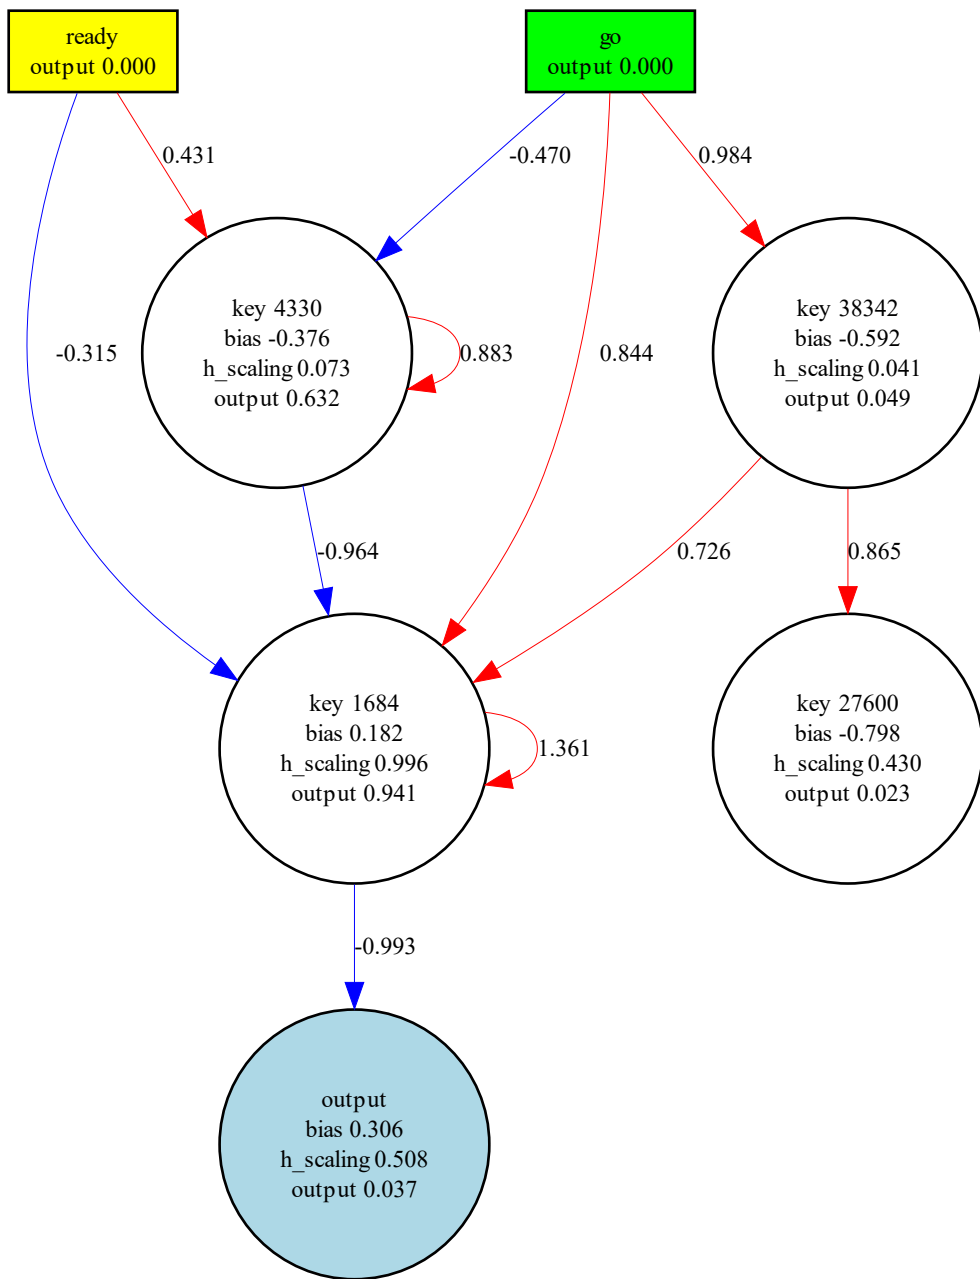 ready
output 0.000
go
output 0.000
0.431
-0.470
0.984
key 4330
bias -0.376
h_scaling 0.073
output 0.632
key 38342
bias -0.592
h_scaling 0.041
output 0.049
-0.315
0.883
0.844
-0.964
0.726
0.865
key 1684
bias 0.182
h_scaling 0.996
output 0.941
key 27600
bias -0.798
h_scaling 0.430
output 0.023
1.361
-0.993
output
bias 0.306
h_scaling 0.508
output 0.037